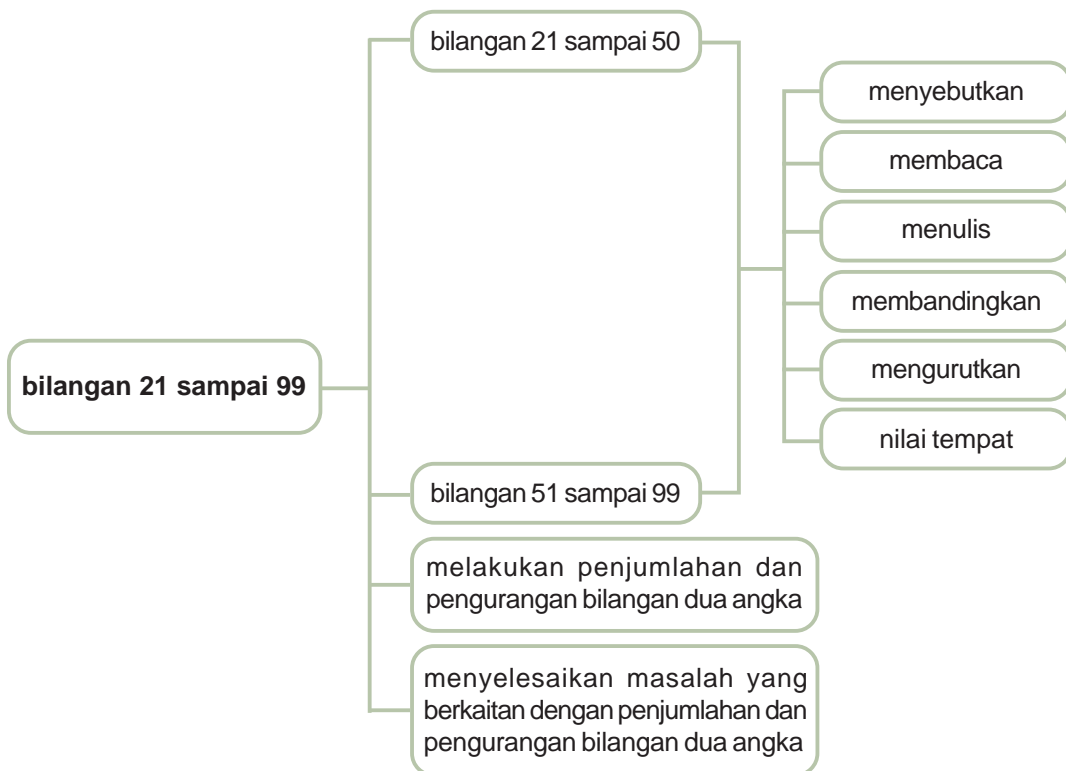 bilangan 21 sampai 99
bilangan 21 sampai 50
bilangan 51 sampai 99
melakukan penjumlahan dan
pengurangan bilangan dua angka
menyelesaikan masalah yang
berkaitan dengan penjumlahan dan
pengurangan bilangan dua angka
menyebutkan
membaca
menulis
membandingkan
mengurutkan
nilai tempat